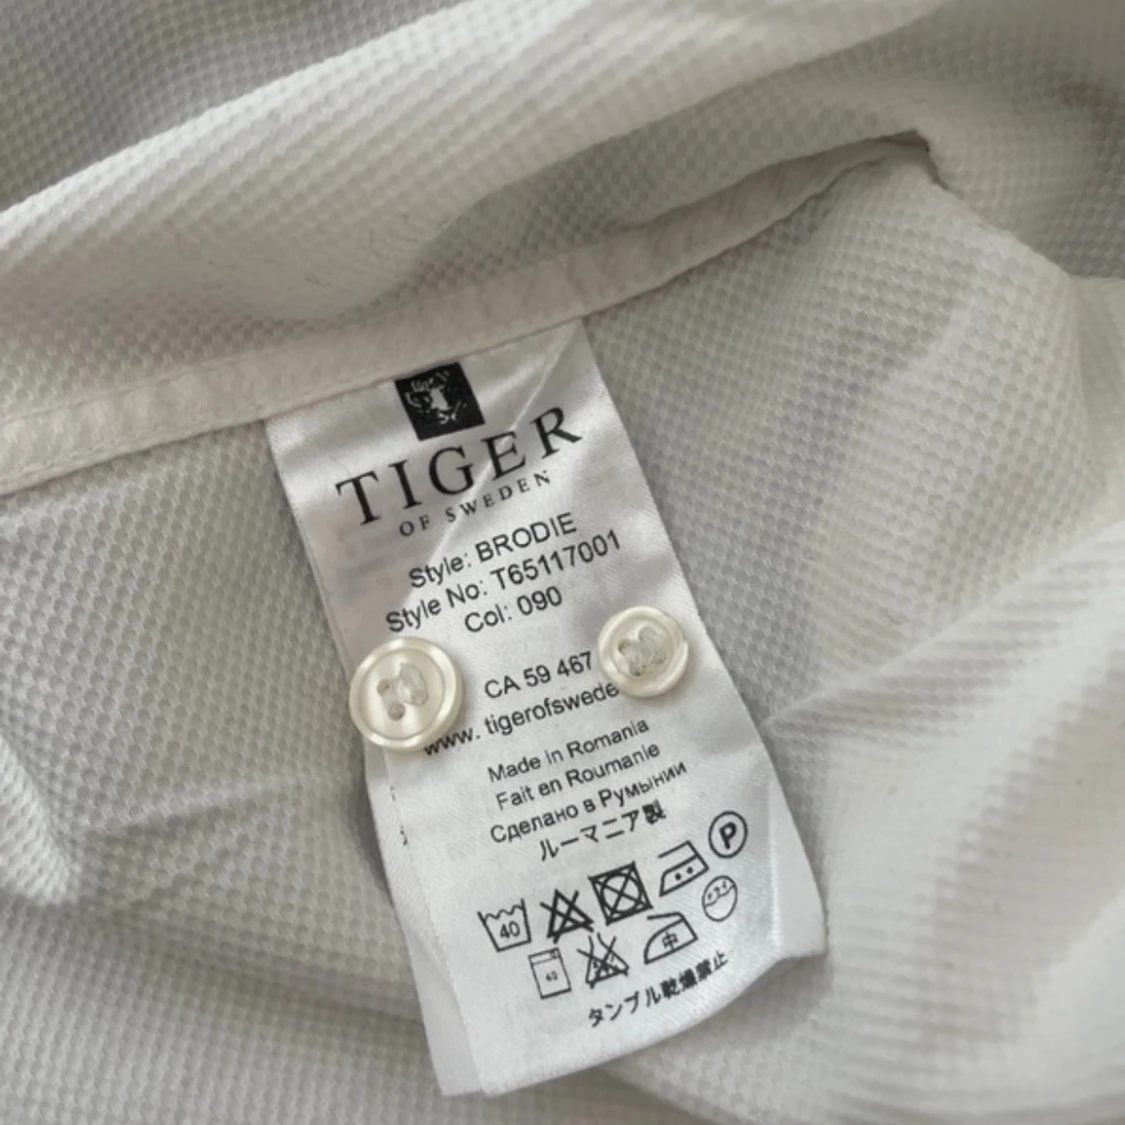 TIGER
OF SWEDEN
Style: BRODIE
Style No: T65117001
Col: 090
CA 59 467
www. tigerofswede
Made in Romania
Fait en Roumanie
Сделано в Румынии
ルーマニア製
40 P
40 中
タンブル乾燥禁止